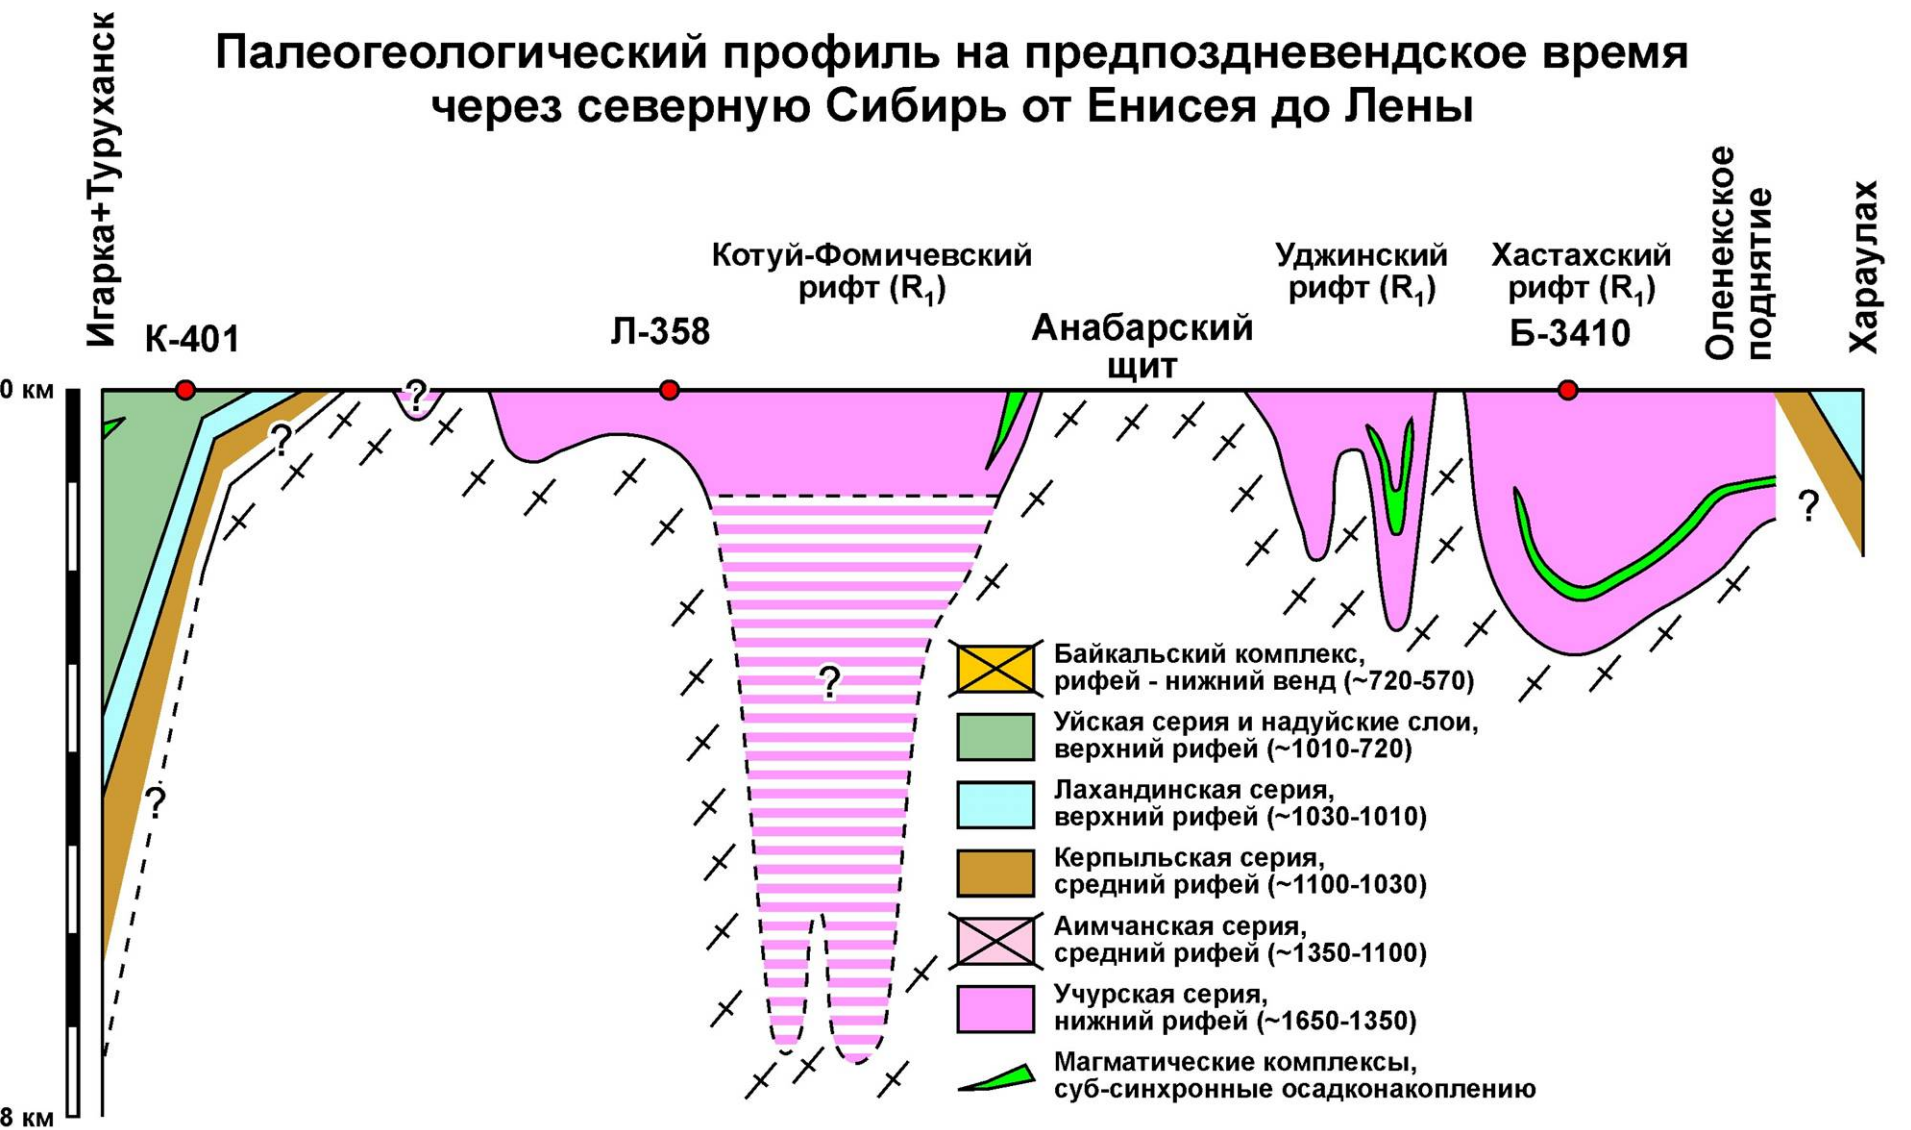 Палеогеологический профиль на предпоздневендское время
через северную Сибирь от Енисея до Лены
Игарка+Туруханск
К-401
Л-358
Котуй-Фомичевский
рифт (R1)
Анабарский
щит
Уджинский
рифт (R1)
Хастахский
рифт (R1)
Б-3410
Оленекское
поднятие
Хараулах
0 км
?
?
?
?
?
8 км
Байкальский комплекс,
рифей - нижний венд (~720-570)
Уйская серия и надуйские слои,
верхний рифей (~1010-720)
Лахандинская серия,
верхний рифей (~1030-1010)
Керпыльская серия,
средний рифей (~1100-1030)
Аимчанская серия,
средний рифей (~1350-1100)
Учурская серия,
нижний рифей (~1650-1350)
Магматические комплексы,
суб-синхронные осадконакоплению